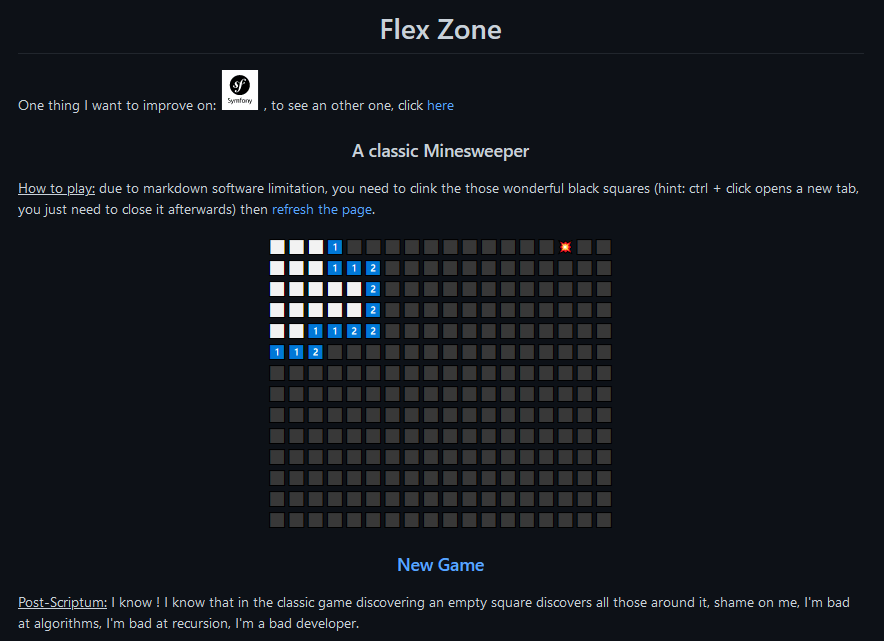 Flex Zone
One thing I want to improve on: sf Symfony , to see an other one, click here
A classic Minesweeper
How to play: due to markdown software limitation, you need to clink the those wonderful black squares (hint: ctrl + click opens a new tab,
you just need to close it afterwards) then refresh the page.
1
1 1 2
2
2
1 1 2 2
1 1 2
New Game
Post-Scriptum: I know ! I know that in the classic game discovering an empty square discovers all those around it, shame on me, I'm bad
at algorithms, I'm bad at recursion, I'm a bad developer.